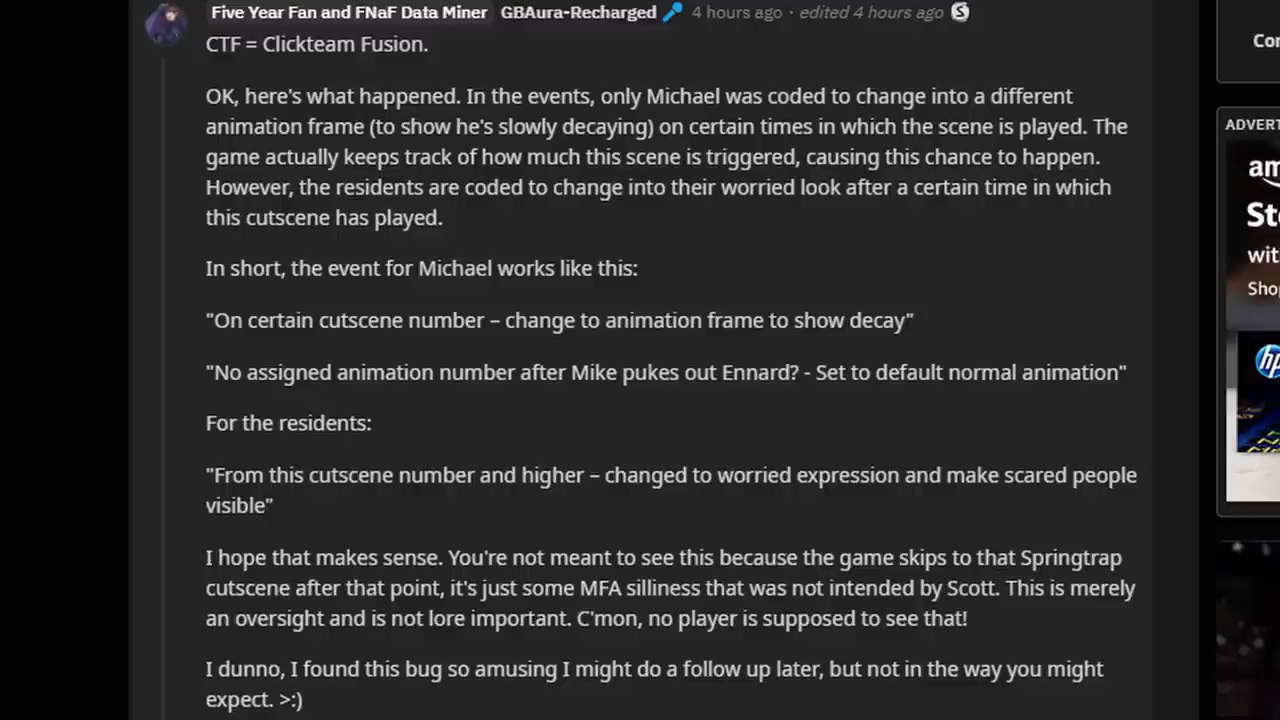 Five Year Fan and FNaF Data Miner GBAura-Recharged 4 hours ago · edited 4 hours ago S
CTF = Clickteam Fusion.
OK, here's what happened. In the events, only Michael was coded to change into a different
animation frame (to show he's slowly decaying) on certain times in which the scene is played. The
game actually keeps track of how much this scene is triggered, causing this chance to happen.
However, the residents are coded to change into their worried look after a certain time in which
this cutscene has played.
In short, the event for Michael works like this:
"On certain cutscene number – change to animation frame to show decay"
"No assigned animation number after Mike pukes out Ennard? - Set to default normal animation"
For the residents:
"From this cutscene number and higher – changed to worried expression and make scared people
visible"
I hope that makes sense. You're not meant to see this because the game skips to that Springtrap
cutscene after that point, it's just some MFA silliness that was not intended by Scott. This is merely
an oversight and is not lore important. C'mon, no player is supposed to see that!
I dunno, I found this bug so amusing I might do a follow up later, but not in the way you might
expect. >:)
Cor
ADVERT
am
Sto
with
Shop
hp